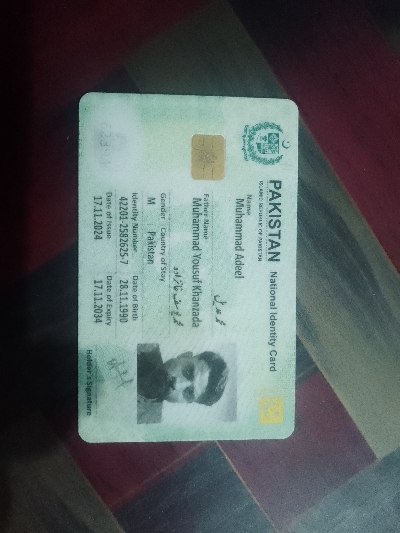 PAKISTAN National Identity Card
ISLAMIC REPUBLIC OF PAKISTAN
Name
Muhammad Adeel
محمد عدیل
Father Name
Muhammad Yousuf Khanzada
محمد یوسف خانزادہ
Gender Country of Stay
M Pakistan
Identity Number Date of Birth
42201-2582625-7 28.11.1990
Date of Issue Date of Expiry
17.11.2024 17.11.2034
Holder's Signature